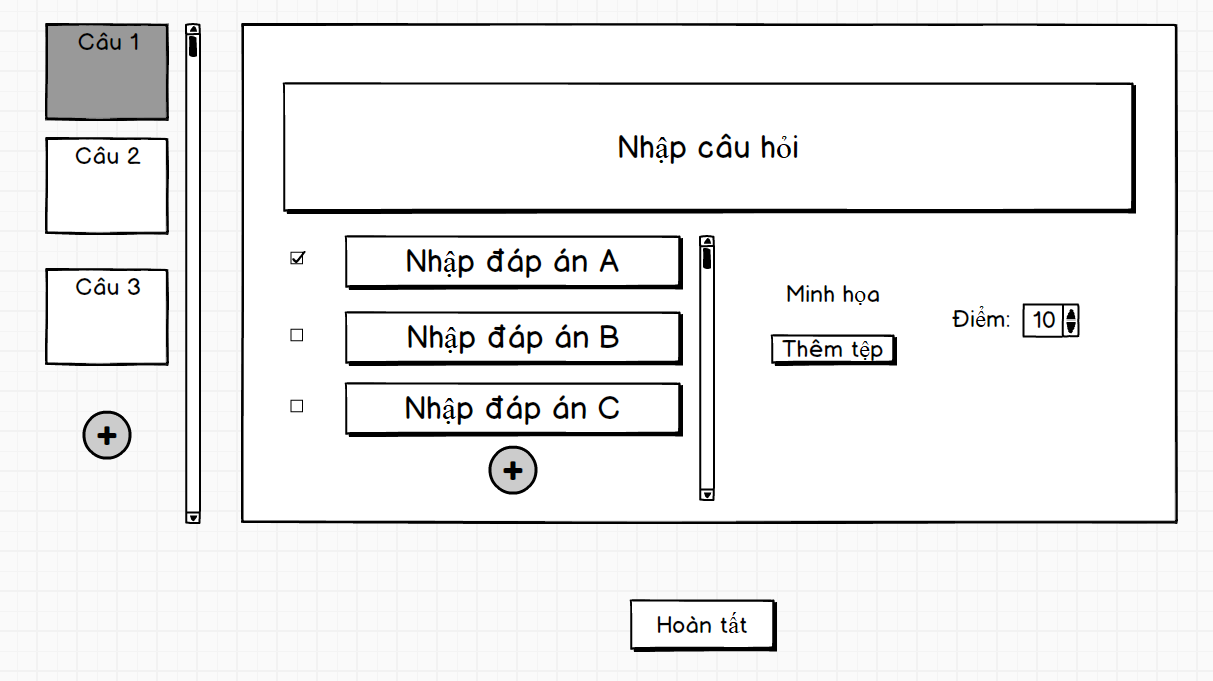 Câu 1
Câu 2
Câu 3
Nhập câu hỏi
Nhập đáp án A
Nhập đáp án B
Nhập đáp án C
Minh họa
Thêm tệp
Điểm: 10
Hoàn tất